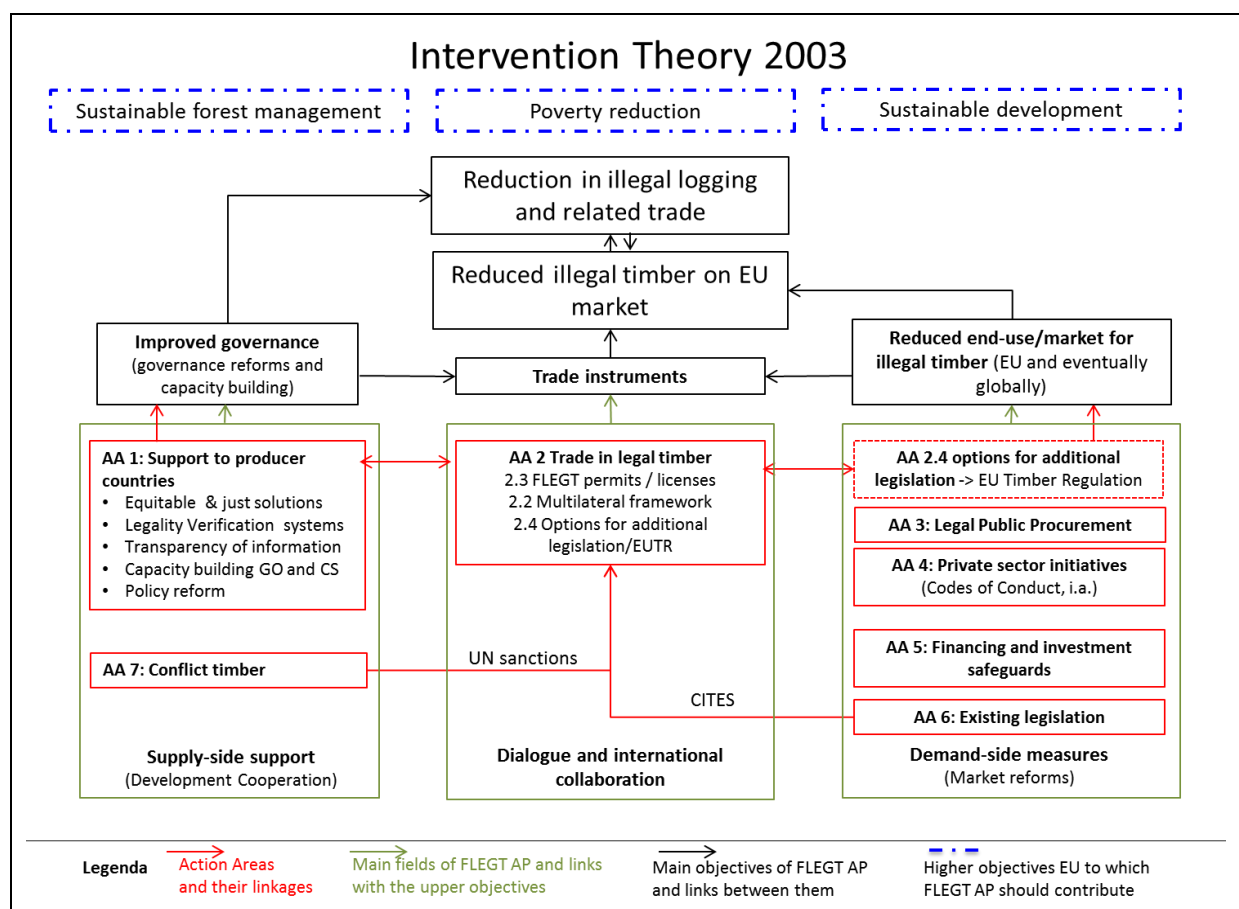 Intervention Theory 2003
Sustainable forest management
Poverty reduction
Sustainable development
Reduction in illegal logging
and related trade
Reduced illegal timber on EU
market
Improved governance
(governance reforms and
capacity building)
Trade instruments
Reduced end-use/market for
illegal timber (EU and eventually
globally)
AA 1: Support to producer
countries
• Equitable & just solutions
• Legality Verification systems
• Transparency of information
• Capacity building GO and CS
• Policy reform
AA 7: Conflict timber
Supply-side support
(Development Cooperation)
AA 2 Trade in legal timber
2.3 FLEGT permits / licenses
2.2 Multilateral framework
2.4 Options for additional
legislation/EUTR
UN sanctions
CITES
Dialogue and international
collaboration
AA 2.4 options for additional
legislation -> EU Timber Regulation
AA 3: Legal Public Procurement
AA 4: Private sector initiatives
(Codes of Conduct, i.a.)
AA 5: Financing and investment
safeguards
AA 6: Existing legislation
Demand-side measures
(Market reforms)
Legenda
Action Areas
and their linkages
Main fields of FLEGT AP and links
with the upper objectives
Main objectives of FLEGT AP
and links between them
Higher objectives EU to which
FLEGT AP should contribute